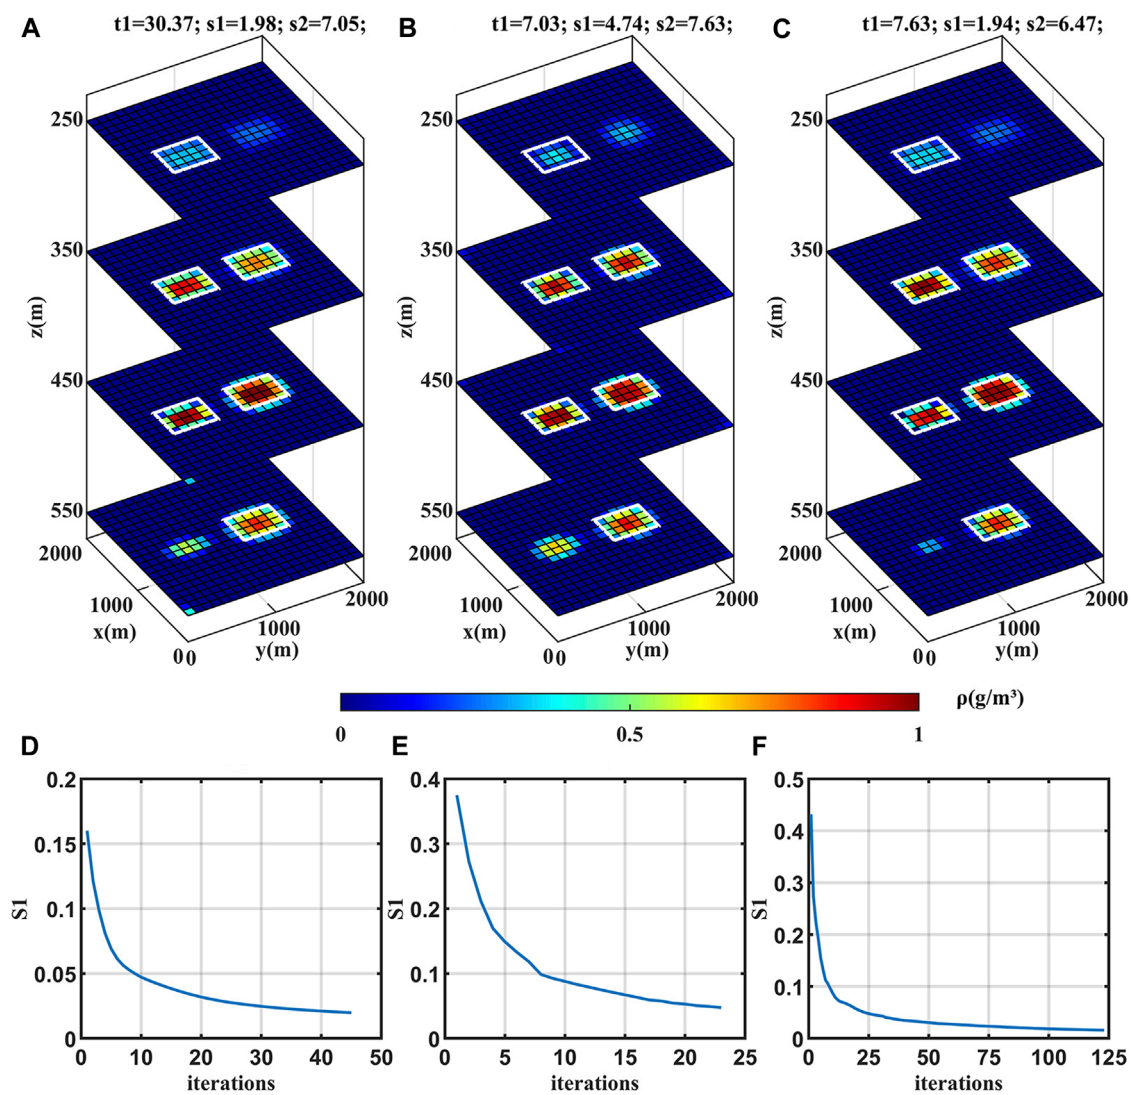 A
t1=30.37; s1=1.98; s2=7.05;
B
t1=7.03; s1=4.74; s2=7.63;
C
t1=7.63; s1=1.94; s2=6.47;
250
350
450
550
z(m)
2000
1000
x(m)
0
0
1000
y(m)
2000
250
350
450
550
z(m)
2000
1000
x(m)
0
0
1000
y(m)
2000
250
350
450
550
z(m)
2000
1000
x(m)
0
0
1000
y(m)
2000
0
0.5
1
ρ(g/m³)
D
0.2
0.15
0.1
0.05
0
S1
0
10
20
30
40
50
iterations
E
0.4
0.3
0.2
0.1
0
S1
0
5
10
15
20
25
iterations
F
0.5
0.4
0.3
0.2
0.1
0
S1
0
25
50
75
100
125
iterations